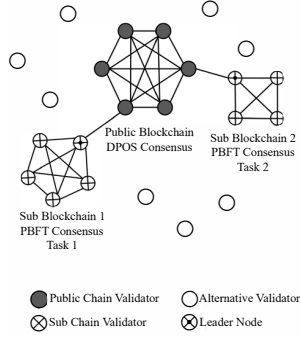 Public Blockchain
DPOS Consensus
Sub Blockchain 2
PBFT Consensus
Task 2
Sub Blockchain 1
PBFT Consensus
Task 1
Public Chain Validator
Alternative Validator
Sub Chain Validator
Leader Node